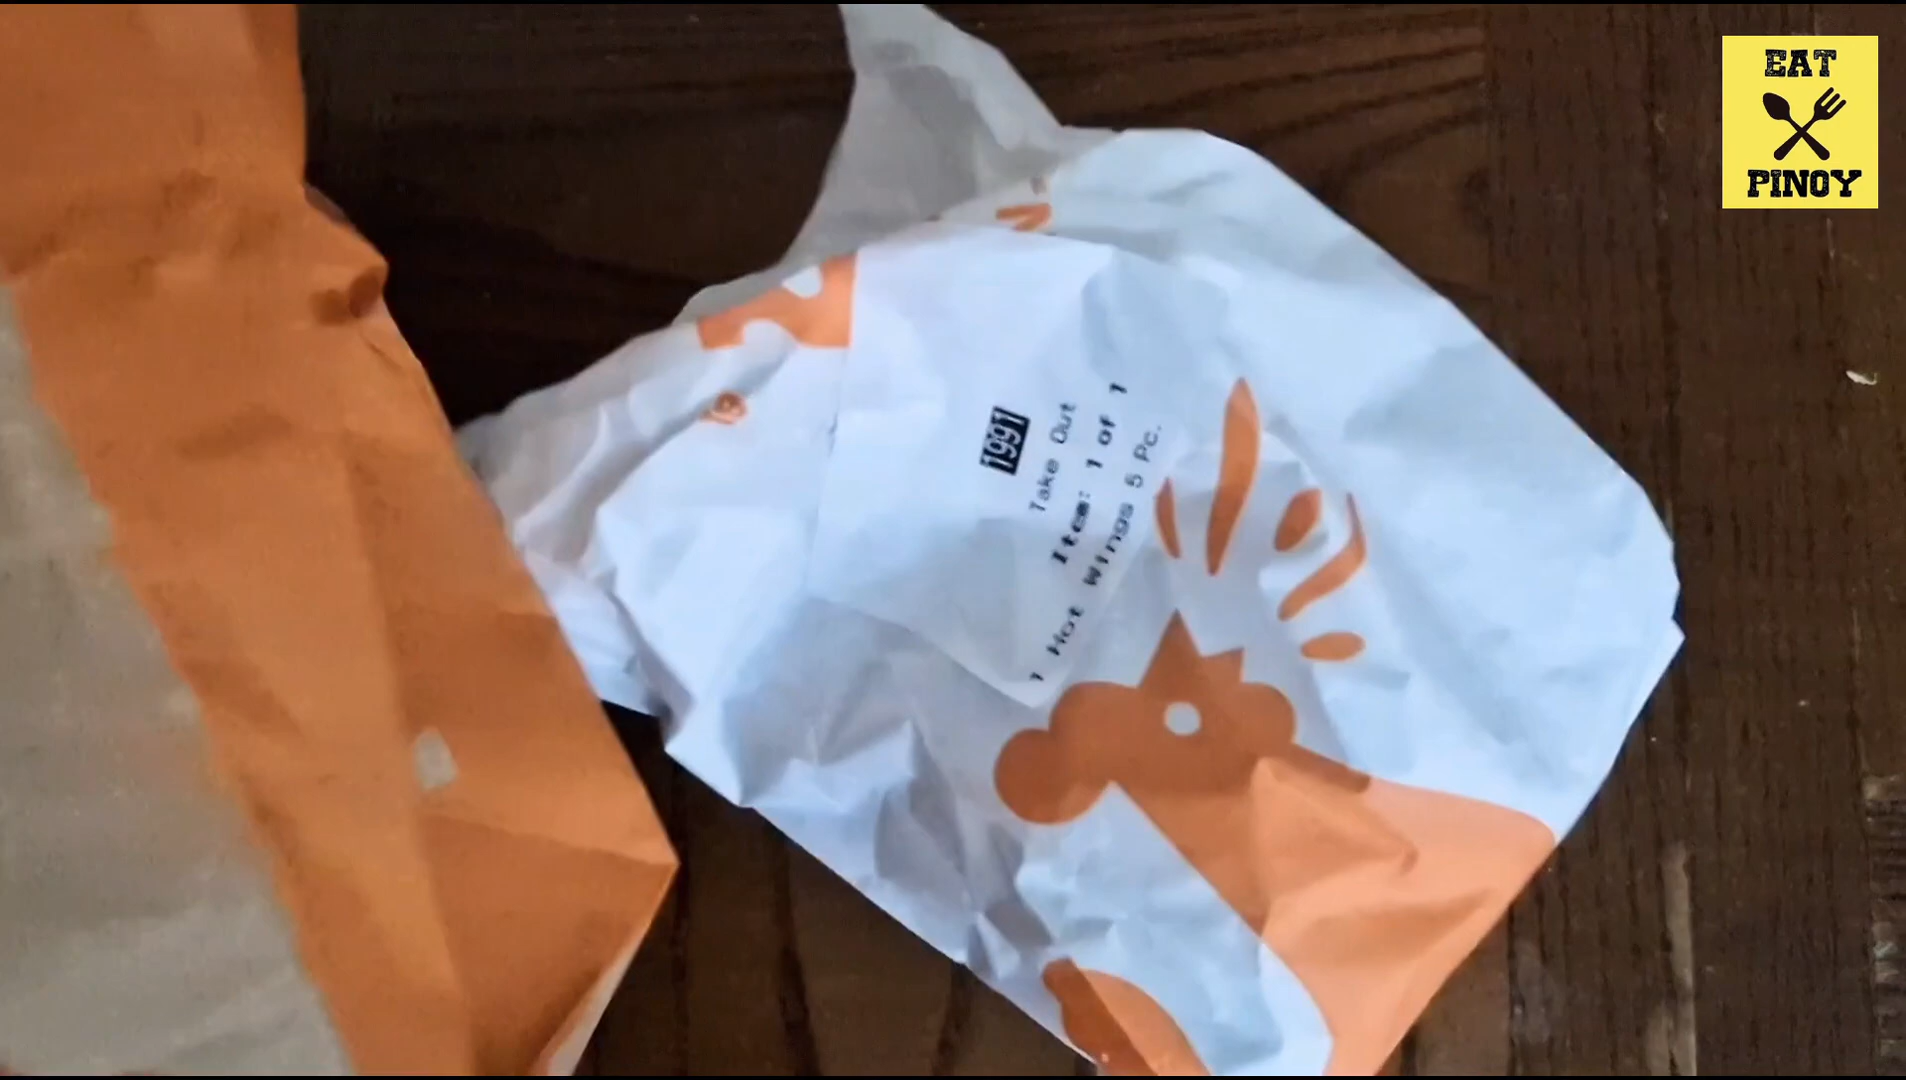 EAT
PINOY
1991
Take Out
Item: 1 of 1
1 Hot Wings 5 Pc.